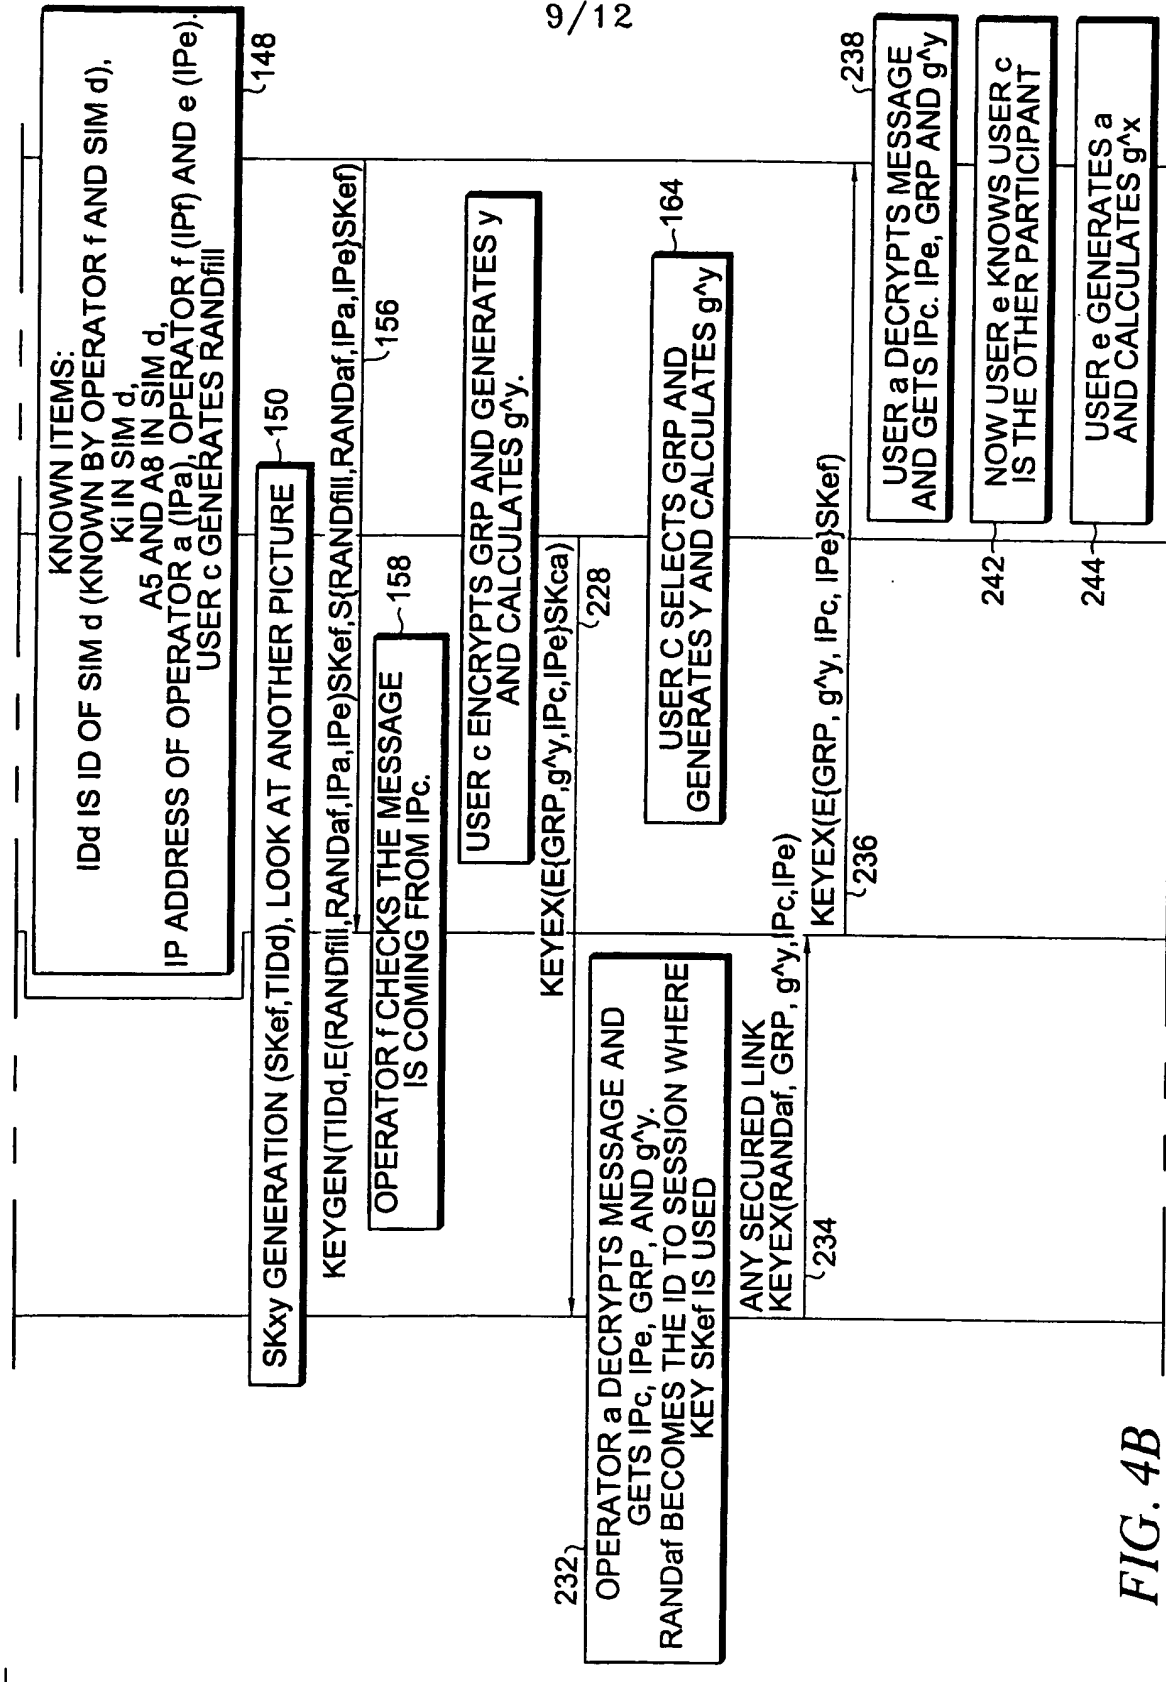 9/12
KNOWN ITEMS:
IDd IS ID OF SIM d (KNOWN BY OPERATOR f AND SIM d),
Ki IN SIM d,
A5 AND A8 IN SIM d,
IP ADDRESS OF OPERATOR a (IPa), OPERATOR f (IPf) AND e (IPe).
USER c GENERATES RANDfill
148
SKxy GENERATION (SKef,TIDd), LOOK AT ANOTHER PICTURE
150
KEYGEN(TIDd,E(RANDfill,RANDaf,IPa,IPe)SKef,S{RANDfill,RANDaf,IPa,IPe}SKef)
156
OPERATOR f CHECKS THE MESSAGE
IS COMING FROM IPc.
158
USER c ENCRYPTS GRP AND GENERATES y
AND CALCULATES g^y.
KEYEX(E{GRP,g^y,IPc,IPe}SKca)
228
232
OPERATOR a DECRYPTS MESSAGE AND
GETS IPc, IPe, GRP, AND g^y.
RANDaf BECOMES THE ID TO SESSION WHERE
KEY SKef IS USED
USER C SELECTS GRP AND
GENERATES Y AND CALCULATES g^y
164
ANY SECURED LINK
KEYEX(RANDaf, GRP, g^y,IPc,IPe)
234
KEYEX(E{GRP, g^y, IPc, IPe}SKef)
236
USER a DECRYPTS MESSAGE
AND GETS IPc. IPe, GRP AND g^y
238
NOW USER e KNOWS USER c
IS THE OTHER PARTICIPANT
242
USER e GENERATES a
AND CALCULATES g^x
244
FIG. 4B